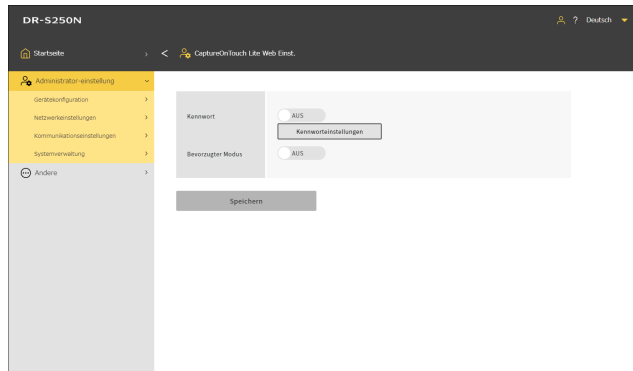 DR-S250N
? Deutsch
Startseite
CaptureOnTouch Lite Web Einst.
Administrator-einstellung
Gerätekonfiguration
Netzwerkeinstellungen
Kommunikationseinstellungen
Systemverwaltung
Andere
Kennwort
AUS
Kennworteinstellungen
Bevorzugter Modus
AUS
Speichern